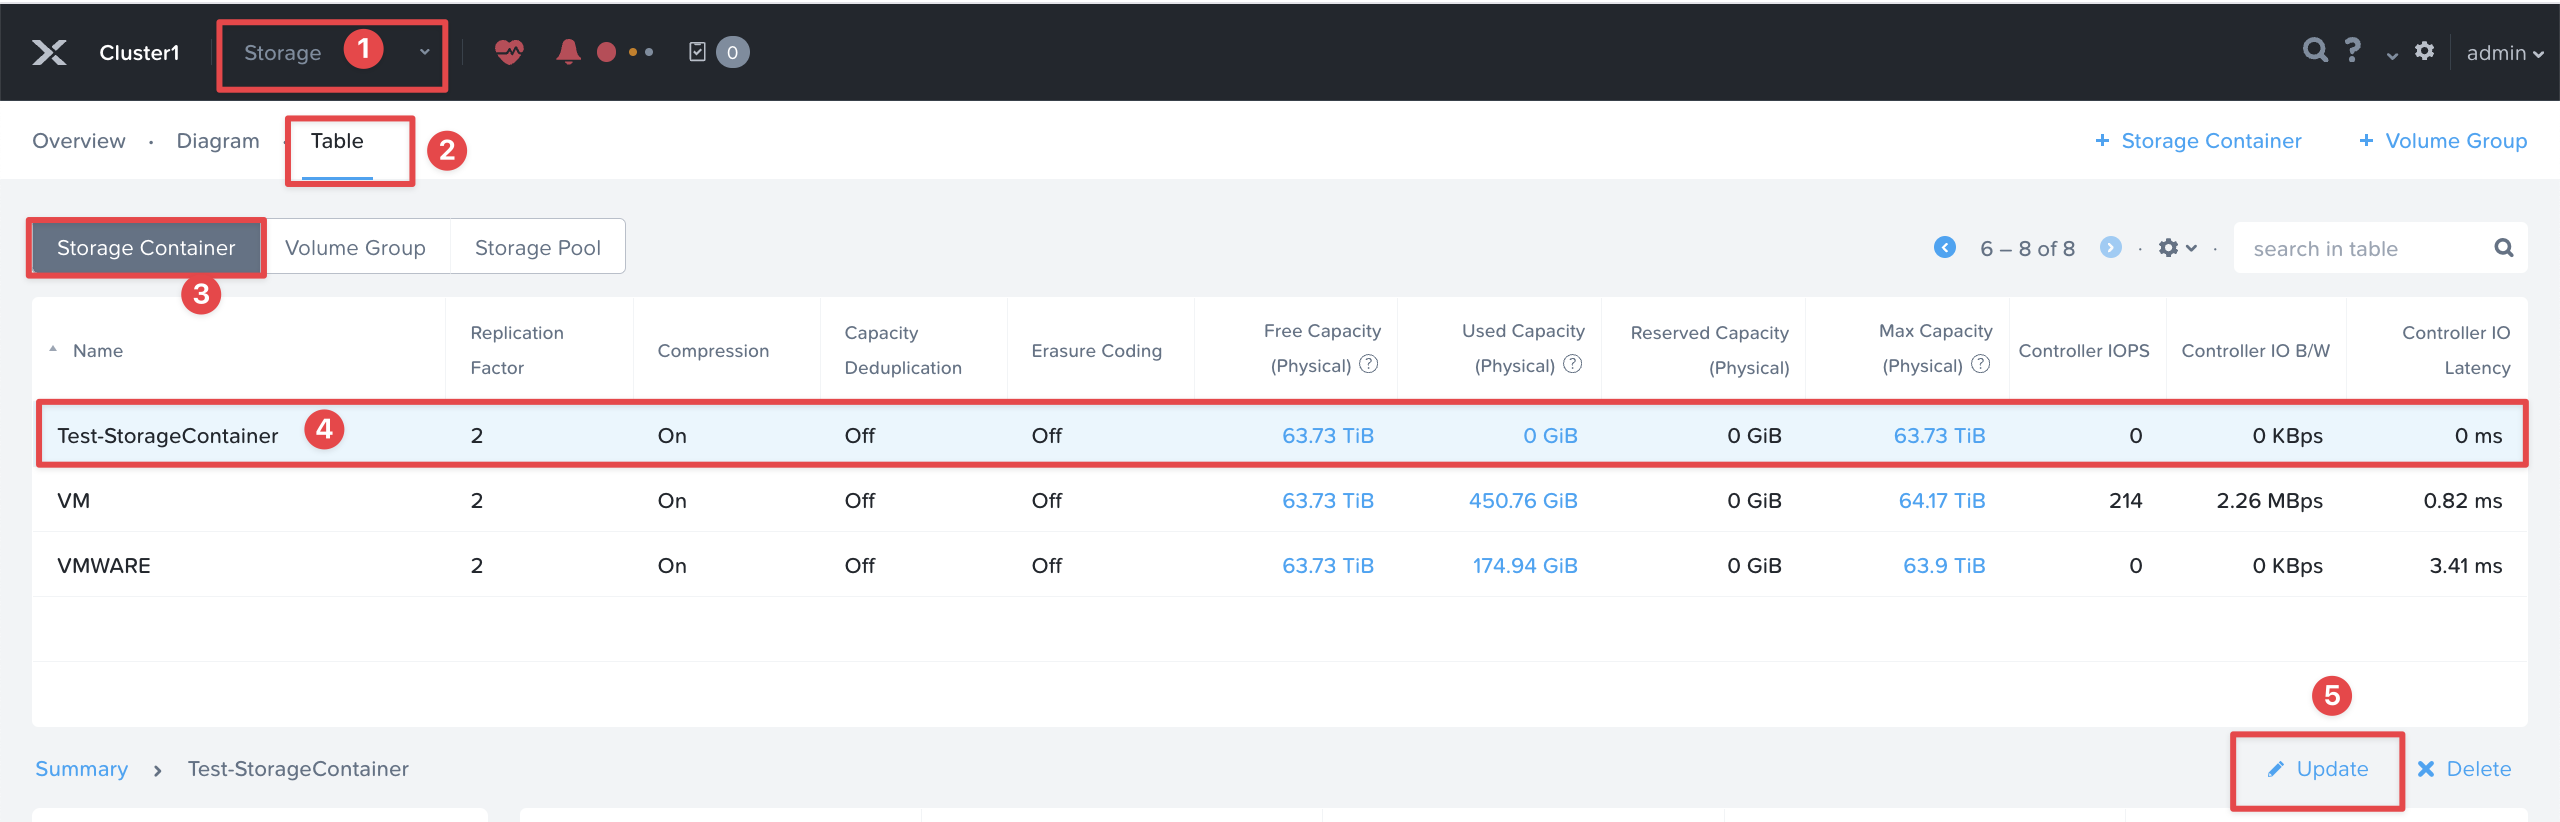 Cluster1 Storage 1 0 ? admin
Overview · Diagram · Table 2 + Storage Container + Volume Group
Storage Container Volume Group Storage Pool 6 – 8 of 8 · · search in table
3
Name Replication Factor Compression Capacity Deduplication Erasure Coding Free Capacity (Physical) ? Used Capacity (Physical) ? Reserved Capacity (Physical) Max Capacity (Physical) ? Controller IOPS Controller IO B/W Controller IO Latency
Test-StorageContainer 4 2 On Off Off 63.73 TiB 0 GiB 0 GiB 63.73 TiB 0 0 KBps 0 ms
VM 2 On Off Off 63.73 TiB 450.76 GiB 0 GiB 64.17 TiB 214 2.26 MBps 0.82 ms
VMWARE 2 On Off Off 63.73 TiB 174.94 GiB 0 GiB 63.9 TiB 0 0 KBps 3.41 ms
5
Summary › Test-StorageContainer Update Delete